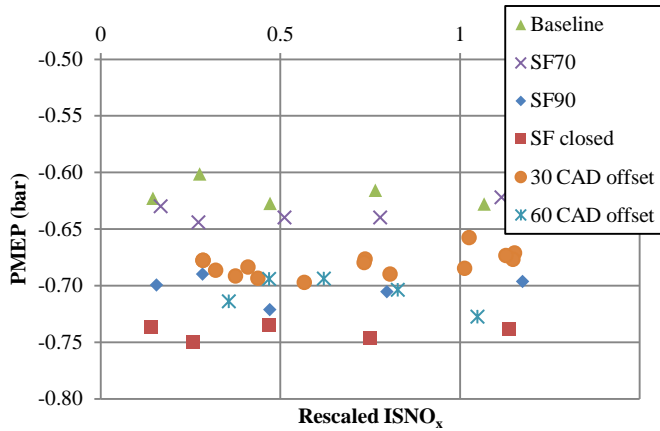 0
0.5
1
Baseline
SF70
SF90
SF closed
30 CAD offset
60 CAD offset
-0.50
-0.55
-0.60
-0.65
-0.70
-0.75
-0.80
PMEP (bar)
Rescaled ISNOx